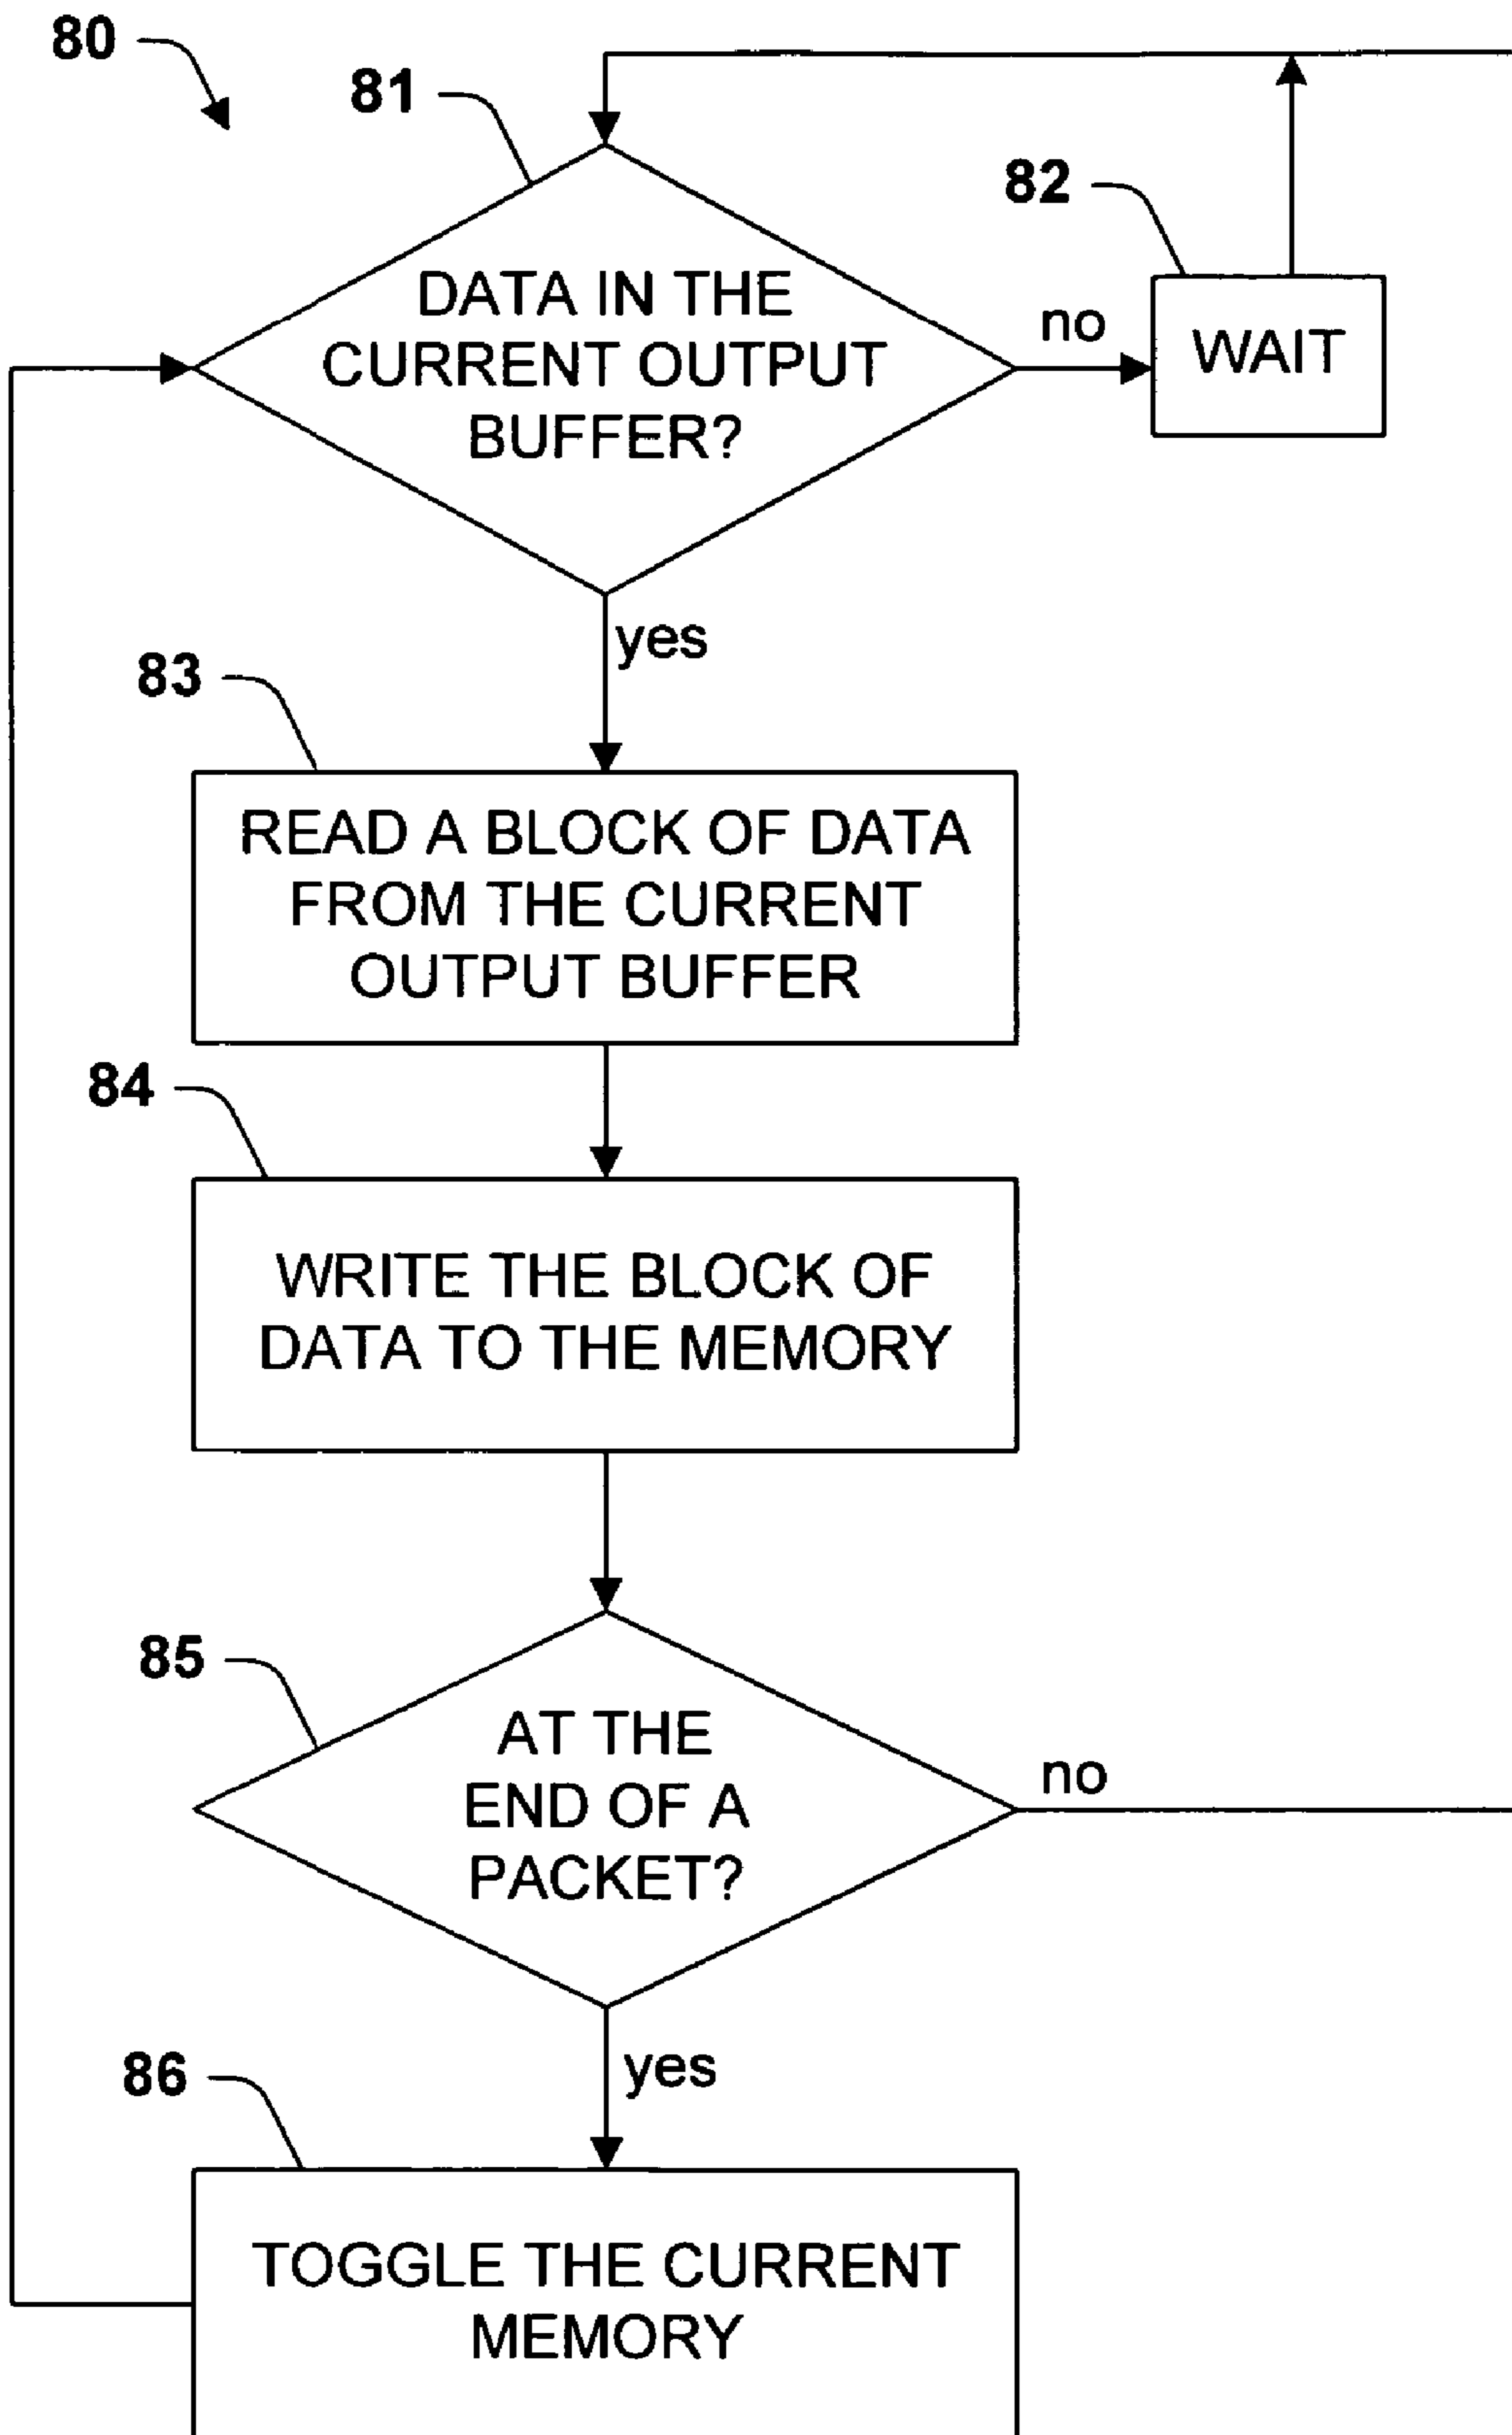 80
81
82
DATA IN THE
CURRENT OUTPUT
BUFFER?
no
WAIT
yes
83
READ A BLOCK OF DATA
FROM THE CURRENT
OUTPUT BUFFER
84
WRITE THE BLOCK OF
DATA TO THE MEMORY
85
AT THE
END OF A
PACKET?
no
yes
86
TOGGLE THE CURRENT
MEMORY